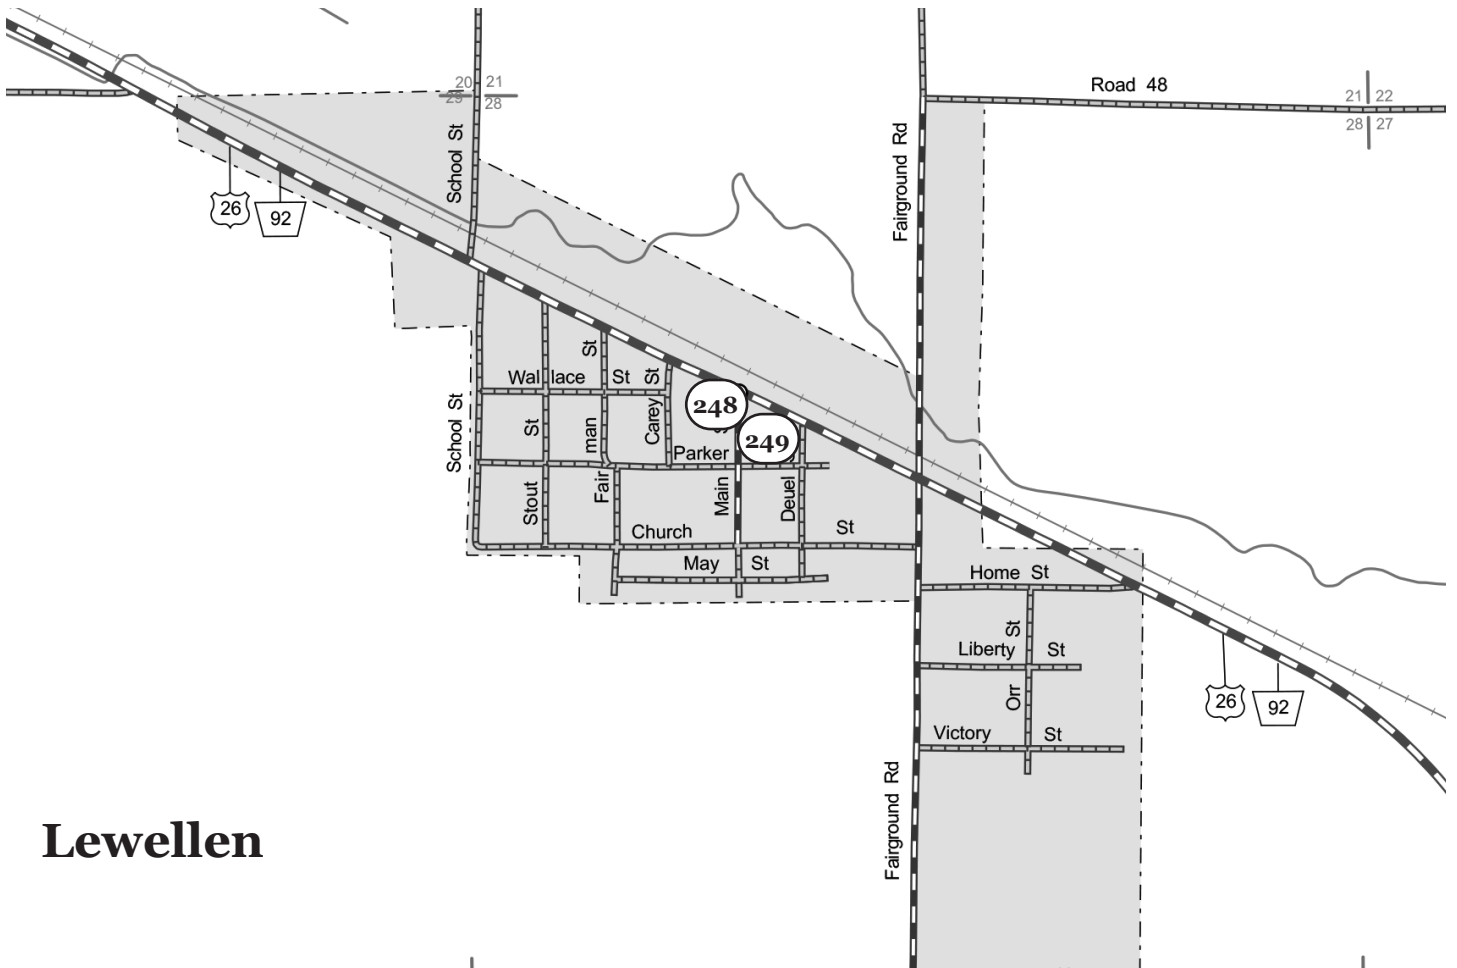 20 21
29 28
Road 48
21 22
28 27
School St
Fairground Rd
26
92
Wallace St
St
St
School St
St
man
Carey
248
249
Parker
Stout
Fair
Main
Deuel
Church St
May St
Home St
St
Liberty St
Orr
26
92
Victory St
Fairground Rd
Lewellen